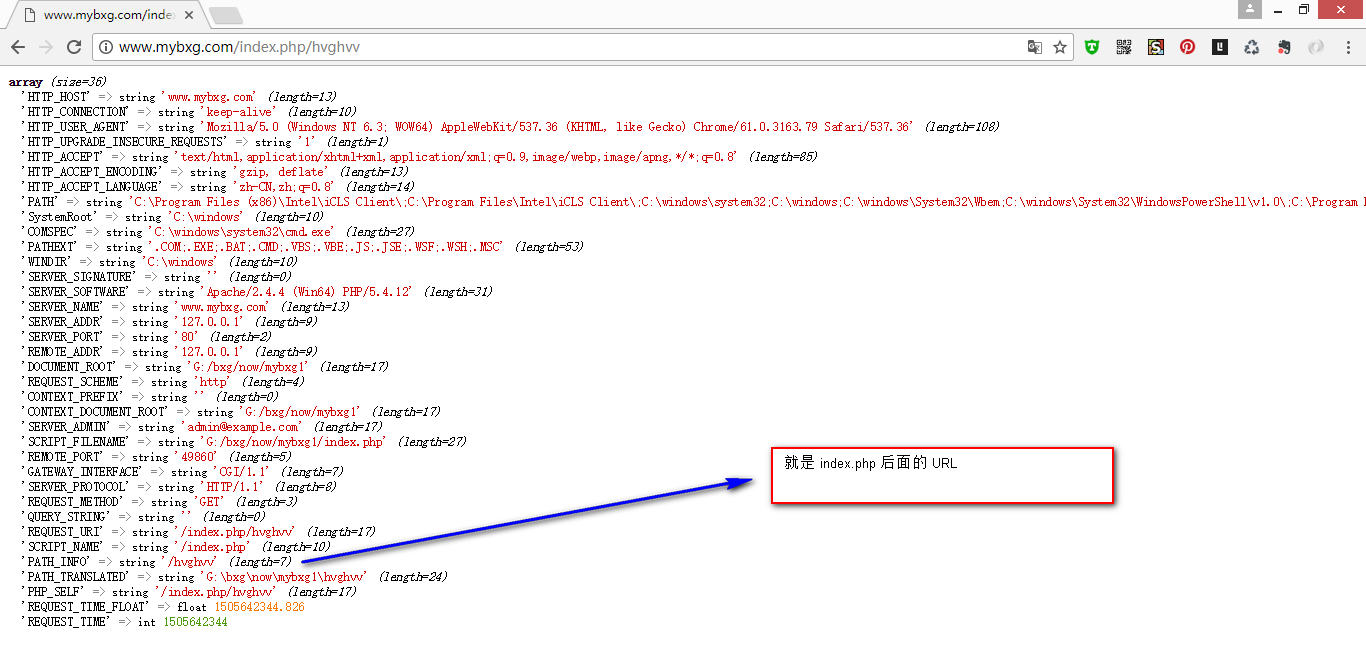 www.mybxg.com/inde
www.mybxg.com/index.php/hvghvv
array (size=36)
'HTTP_HOST' => string 'www.mybxg.com' (length=13)
'HTTP_CONNECTION' => string 'keep-alive' (length=10)
'HTTP_USER_AGENT' => string 'Mozilla/5.0 (Windows NT 6.3; WOW64) AppleWebKit/537.36 (KHTML, like Gecko) Chrome/61.0.3163.79 Safari/537.36' (length=108)
'HTTP_UPGRADE_INSECURE_REQUESTS' => string '1' (length=1)
'HTTP_ACCEPT' => string 'text/html,application/xhtml+xml,application/xml;q=0.9,image/webp,image/apng,*/*;q=0.8' (length=85)
'HTTP_ACCEPT_ENCODING' => string 'gzip, deflate' (length=13)
'HTTP_ACCEPT_LANGUAGE' => string 'zh-CN,zh;q=0.8' (length=14)
'PATH' => string 'C:\Program Files (x86)\Intel\iCLS Client\;C:\Program Files\Intel\iCLS Client\;C:\windows\system32;C:\windows;C:\windows\System32\Wbem;C:\windows\System32\WindowsPowerShell\v1.0\;C:\Program
'SystemRoot' => string 'C:\windows' (length=10)
'COMSPEC' => string 'C:\windows\system32\cmd.exe' (length=27)
'PATHEXT' => string '.COM;.EXE;.BAT;.CMD;.VBS;.VBE;.JS;.JSE;.WSF;.WSH;.MSC' (length=53)
'WINDIR' => string 'C:\windows' (length=10)
'SERVER_SIGNATURE' => string '' (length=0)
'SERVER_SOFTWARE' => string 'Apache/2.4.4 (Win64) PHP/5.4.12' (length=31)
'SERVER_NAME' => string 'www.mybxg.com' (length=13)
'SERVER_ADDR' => string '127.0.0.1' (length=9)
'SERVER_PORT' => string '80' (length=2)
'REMOTE_ADDR' => string '127.0.0.1' (length=9)
'DOCUMENT_ROOT' => string 'G:/bxg/now/mybxg1' (length=17)
'REQUEST_SCHEME' => string 'http' (length=4)
'CONTEXT_PREFIX' => string '' (length=0)
'CONTEXT_DOCUMENT_ROOT' => string 'G:/bxg/now/mybxg1' (length=17)
'SERVER_ADMIN' => string 'admin@example.com' (length=17)
'SCRIPT_FILENAME' => string 'G:/bxg/now/mybxg1/index.php' (length=27)
'REMOTE_PORT' => string '49860' (length=5)
'GATEWAY_INTERFACE' => string 'CGI/1.1' (length=7)
'SERVER_PROTOCOL' => string 'HTTP/1.1' (length=8)
'REQUEST_METHOD' => string 'GET' (length=3)
'QUERY_STRING' => string '' (length=0)
'REQUEST_URI' => string '/index.php/hvghvv' (length=17)
'SCRIPT_NAME' => string '/index.php' (length=10)
'PATH_INFO' => string '/hvghvv' (length=7)
'PATH_TRANSLATED' => string 'G:\bxg\now\mybxg1\hvghvv' (length=24)
'PHP_SELF' => string '/index.php/hvghvv' (length=17)
'REQUEST_TIME_FLOAT' => float 1505642344.826
'REQUEST_TIME' => int 1505642344
就是 index.php 后面的 URL